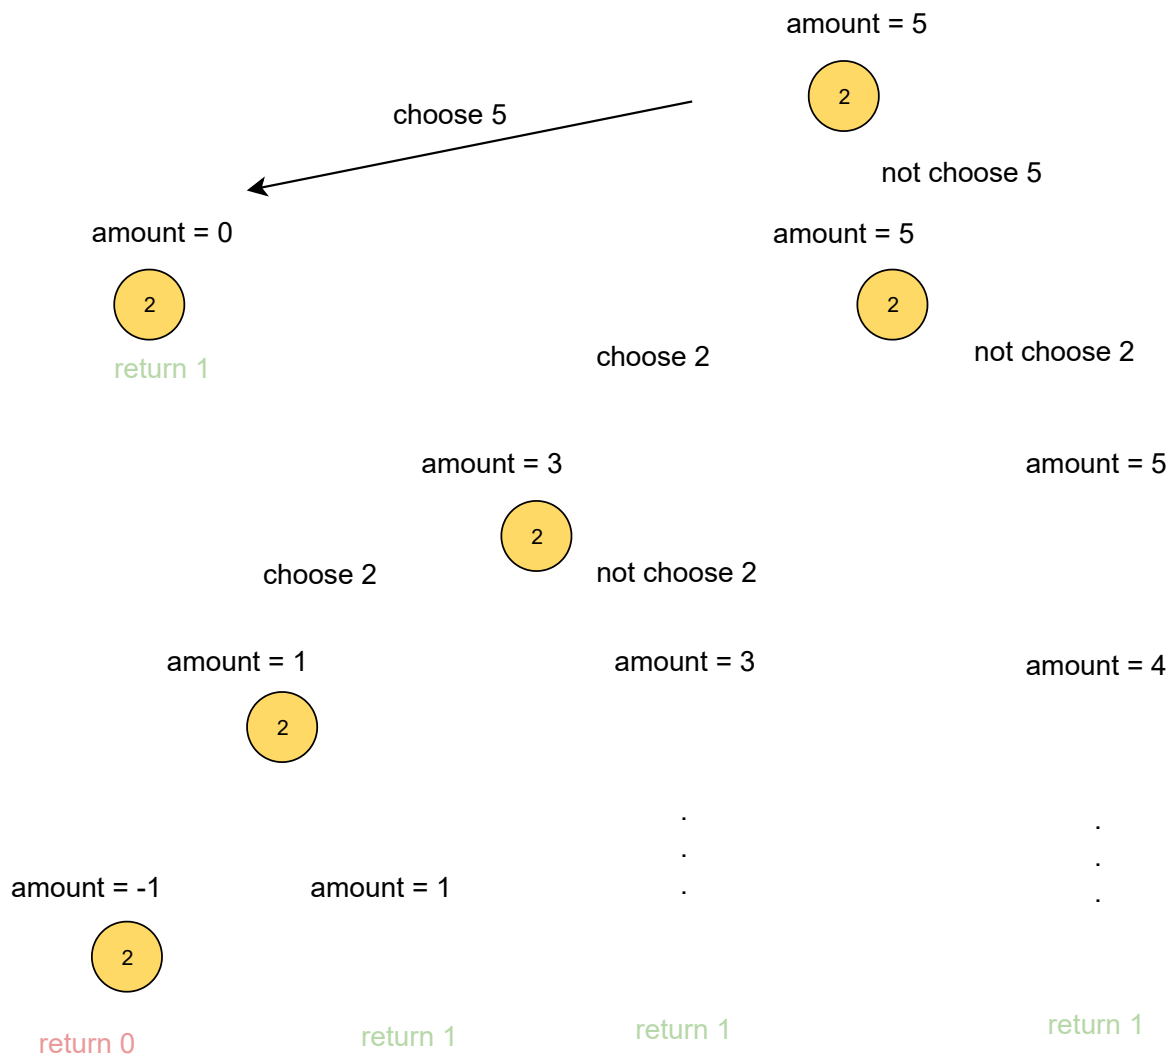 amount = 5
2
choose 5
not choose 5
amount = 0
amount = 5
2
2
return 1
choose 2
not choose 2
amount = 3
amount = 5
2
choose 2
not choose 2
amount = 1
amount = 3
amount = 4
2
.
.
.
.
.
.
amount = -1
amount = 1
2
return 0
return 1
return 1
return 1